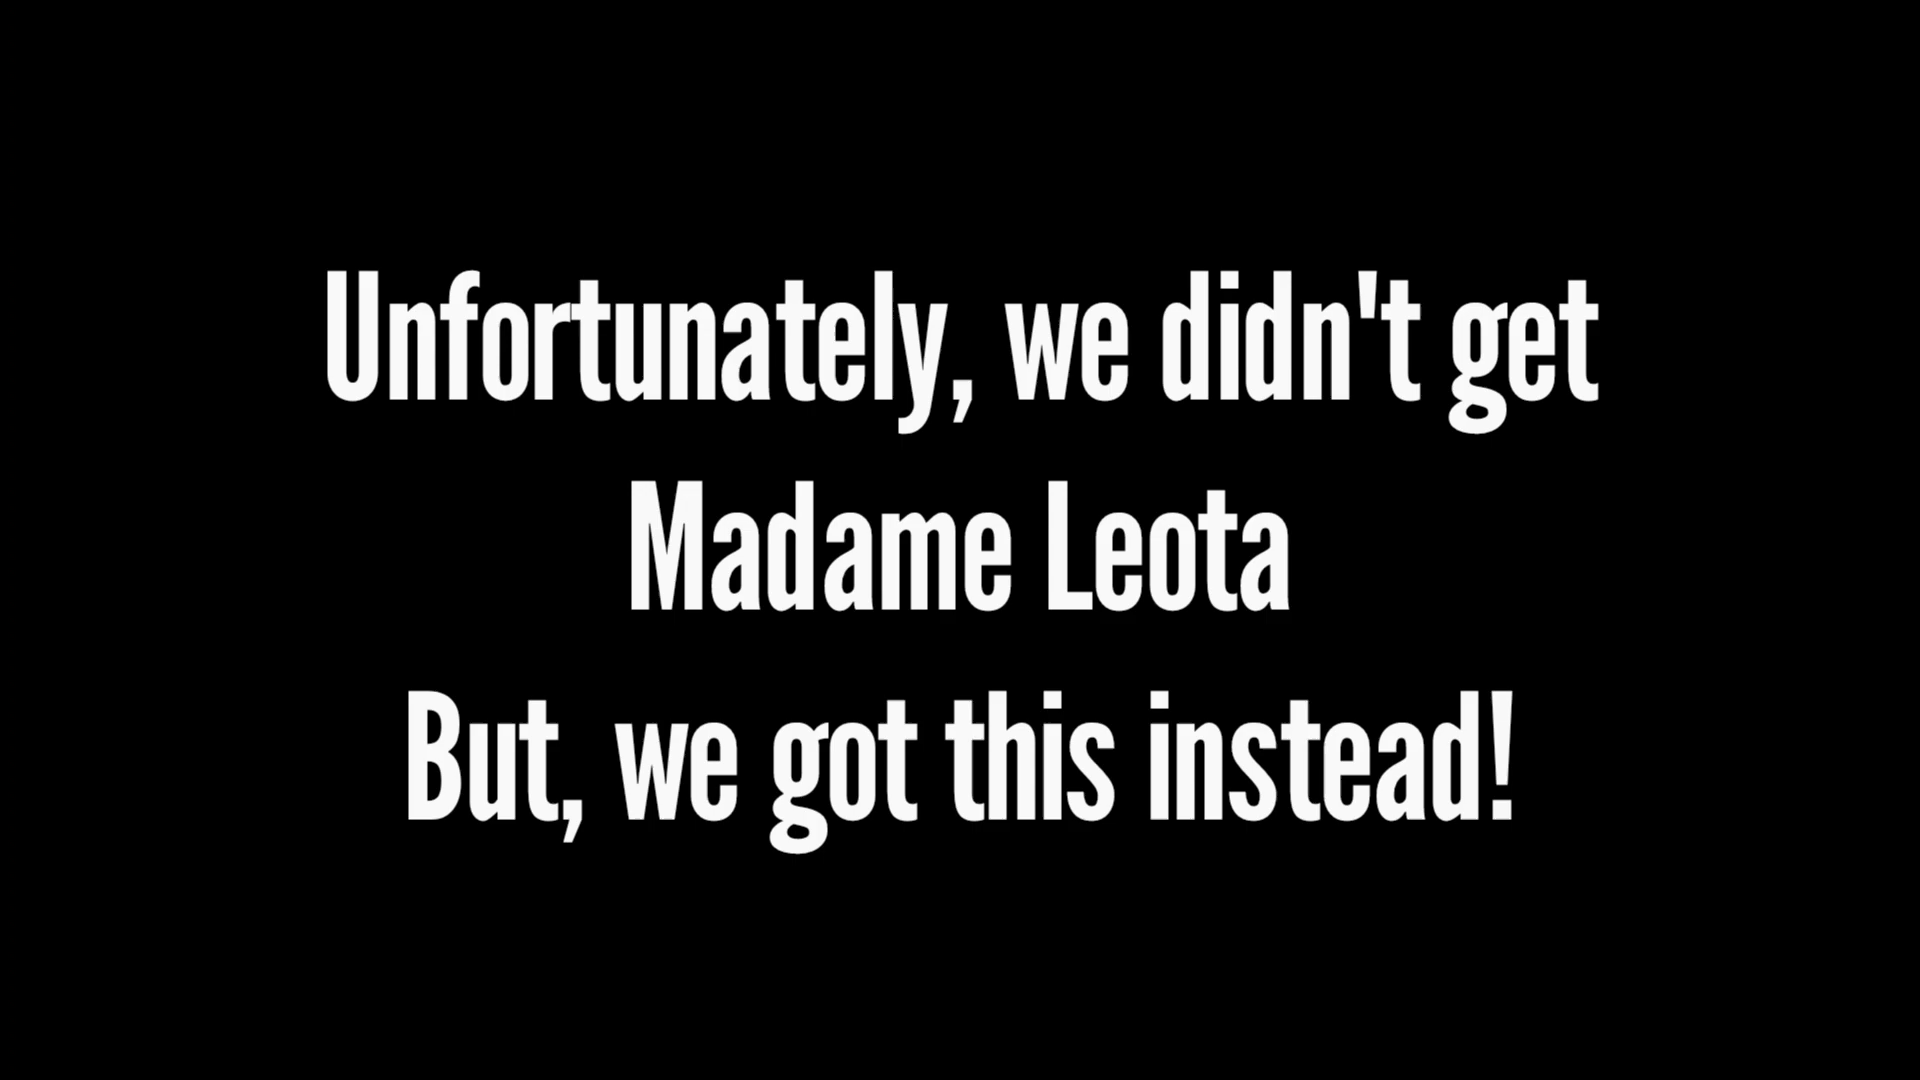 Unfortunately, we didn't get
Madame Leota
But, we got this instead!